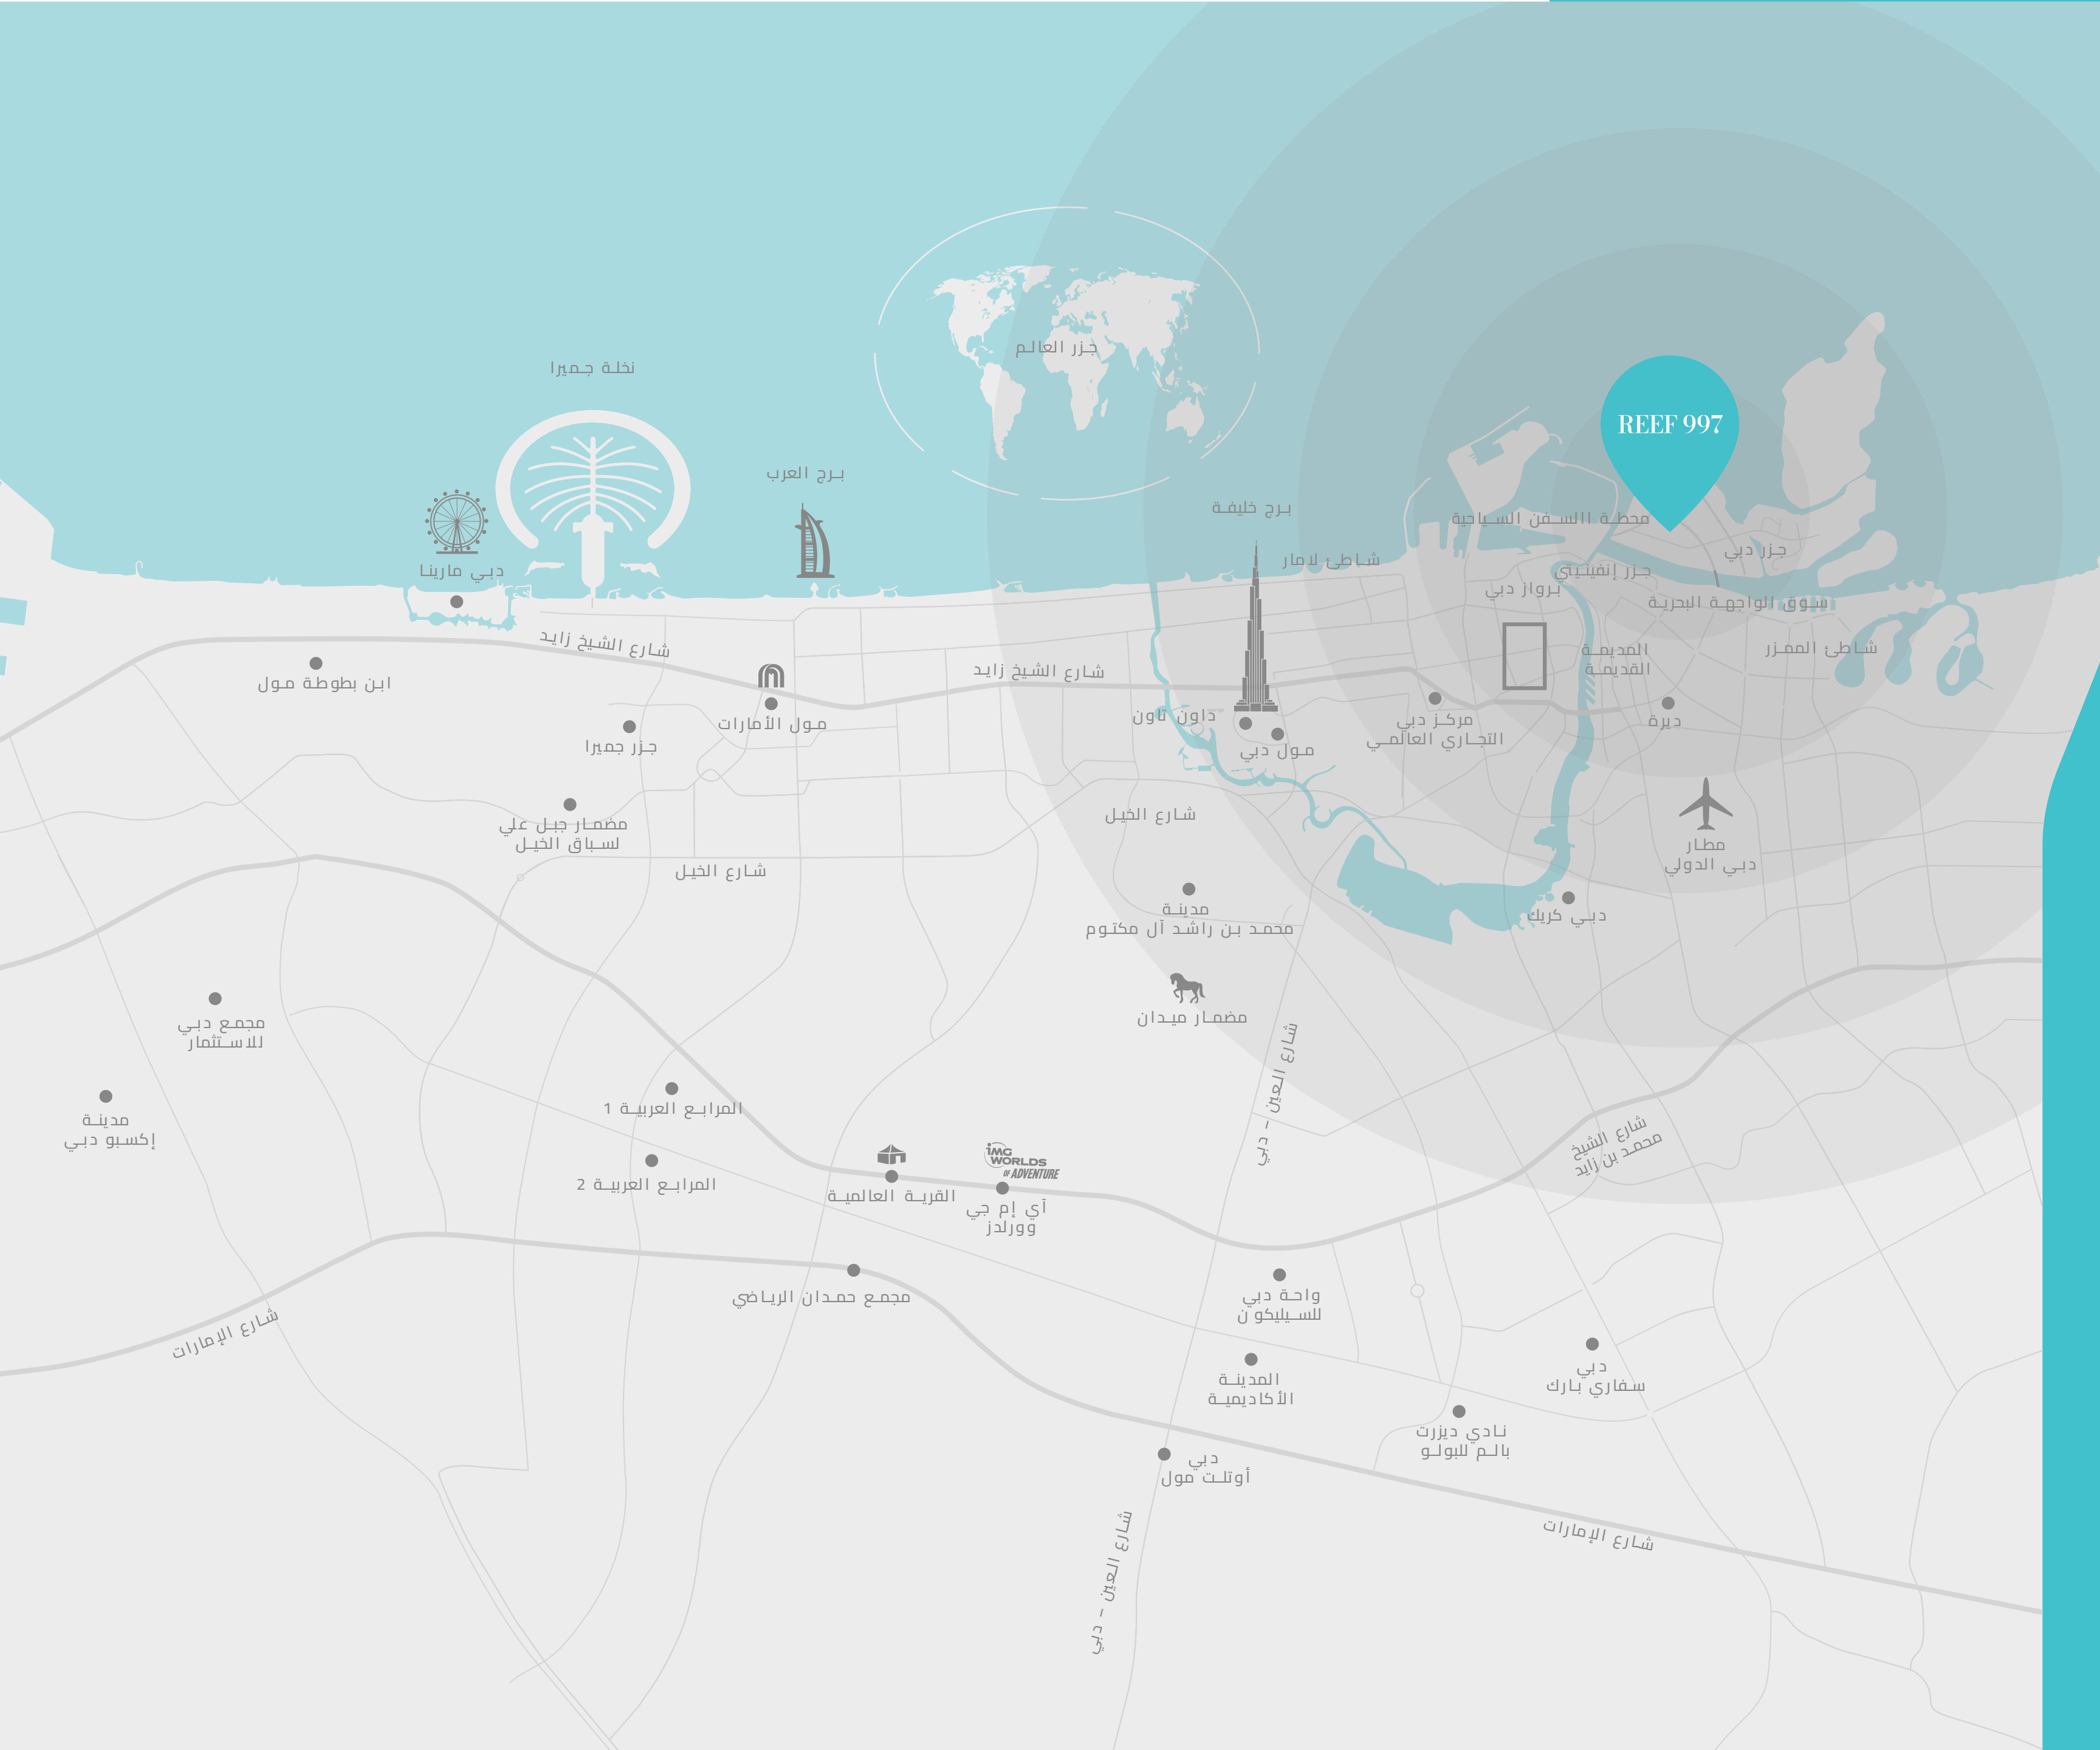 جزر العالم
نخلة جميرا
REEF 997
برج العرب
برج خليفة
محطة االسفن السياحية
جزر دبي
شاطئ لامار
جزر إنفينيتي
دبي مارينا
برواز دبي
سوق الواجهة البحرية
شارع الشيخ زايد
المديمة
القديمة
شاطئ الممزر
شارع الشيخ زايد
ابن بطوطة مول
داون تاون
مول الأمارات
مركز دبي
التجاري العالمي
ديرة
جزر جميرا
مول دبي
شارع الخيل
مضمار جبل علي
لسباق الخيل
مطار
دبي الدولي
شارع الخيل
مدينة
محمد بن راشد آل مكتوم
دبي كريك
مضمار ميدان
مجمع دبي
للاستثمار
شارع العين - دبي
المرابع العربية 1
مدينة
إكسبو دبي
شارع الشيخ
محمد بن زايد
IMG
WORLDS
OF ADVENTURE
المرابع العربية 2
القرية العالمية
آي إم جي
وورلدز
مجمع حمدان الرياضي
واحة دبي
للسيليكو ن
شارع الإمارات
المدينة
الأكاديمية
دبي
سفاري بارك
نادي ديزرت
بالم للبولو
دبي
أوتلت مول
شارع الإمارات
شارع العين - دبي